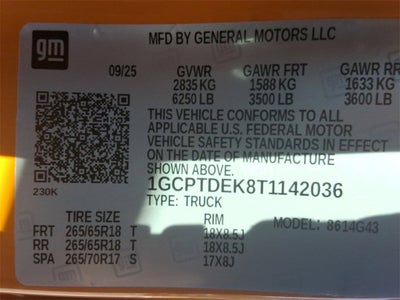 gm
MFD BY GENERAL MOTORS LLC
09/25 GVWR GAWR FRT GAWR RR
2835 KG 1588 KG 1633 KG
6250 LB 3500 LB 3600 LB
THIS VEHICLE CONFORMS TO ALL
APPLICABLE U.S. FEDERAL MOTOR
VEHICLE SAFETY STANDARDS IN EFFECT
ON THE DATE OF MANUFACTURE
SHOWN ABOVE.
230K
1GCPTDEK8T1142036
TYPE: TRUCK
TIRE SIZE RIM MODEL: 8614G43
FRT 265/65R18 T 18X8.5J
RR 265/65R18 T 18X8.5J
SPA 265/70R17 S 17X8J